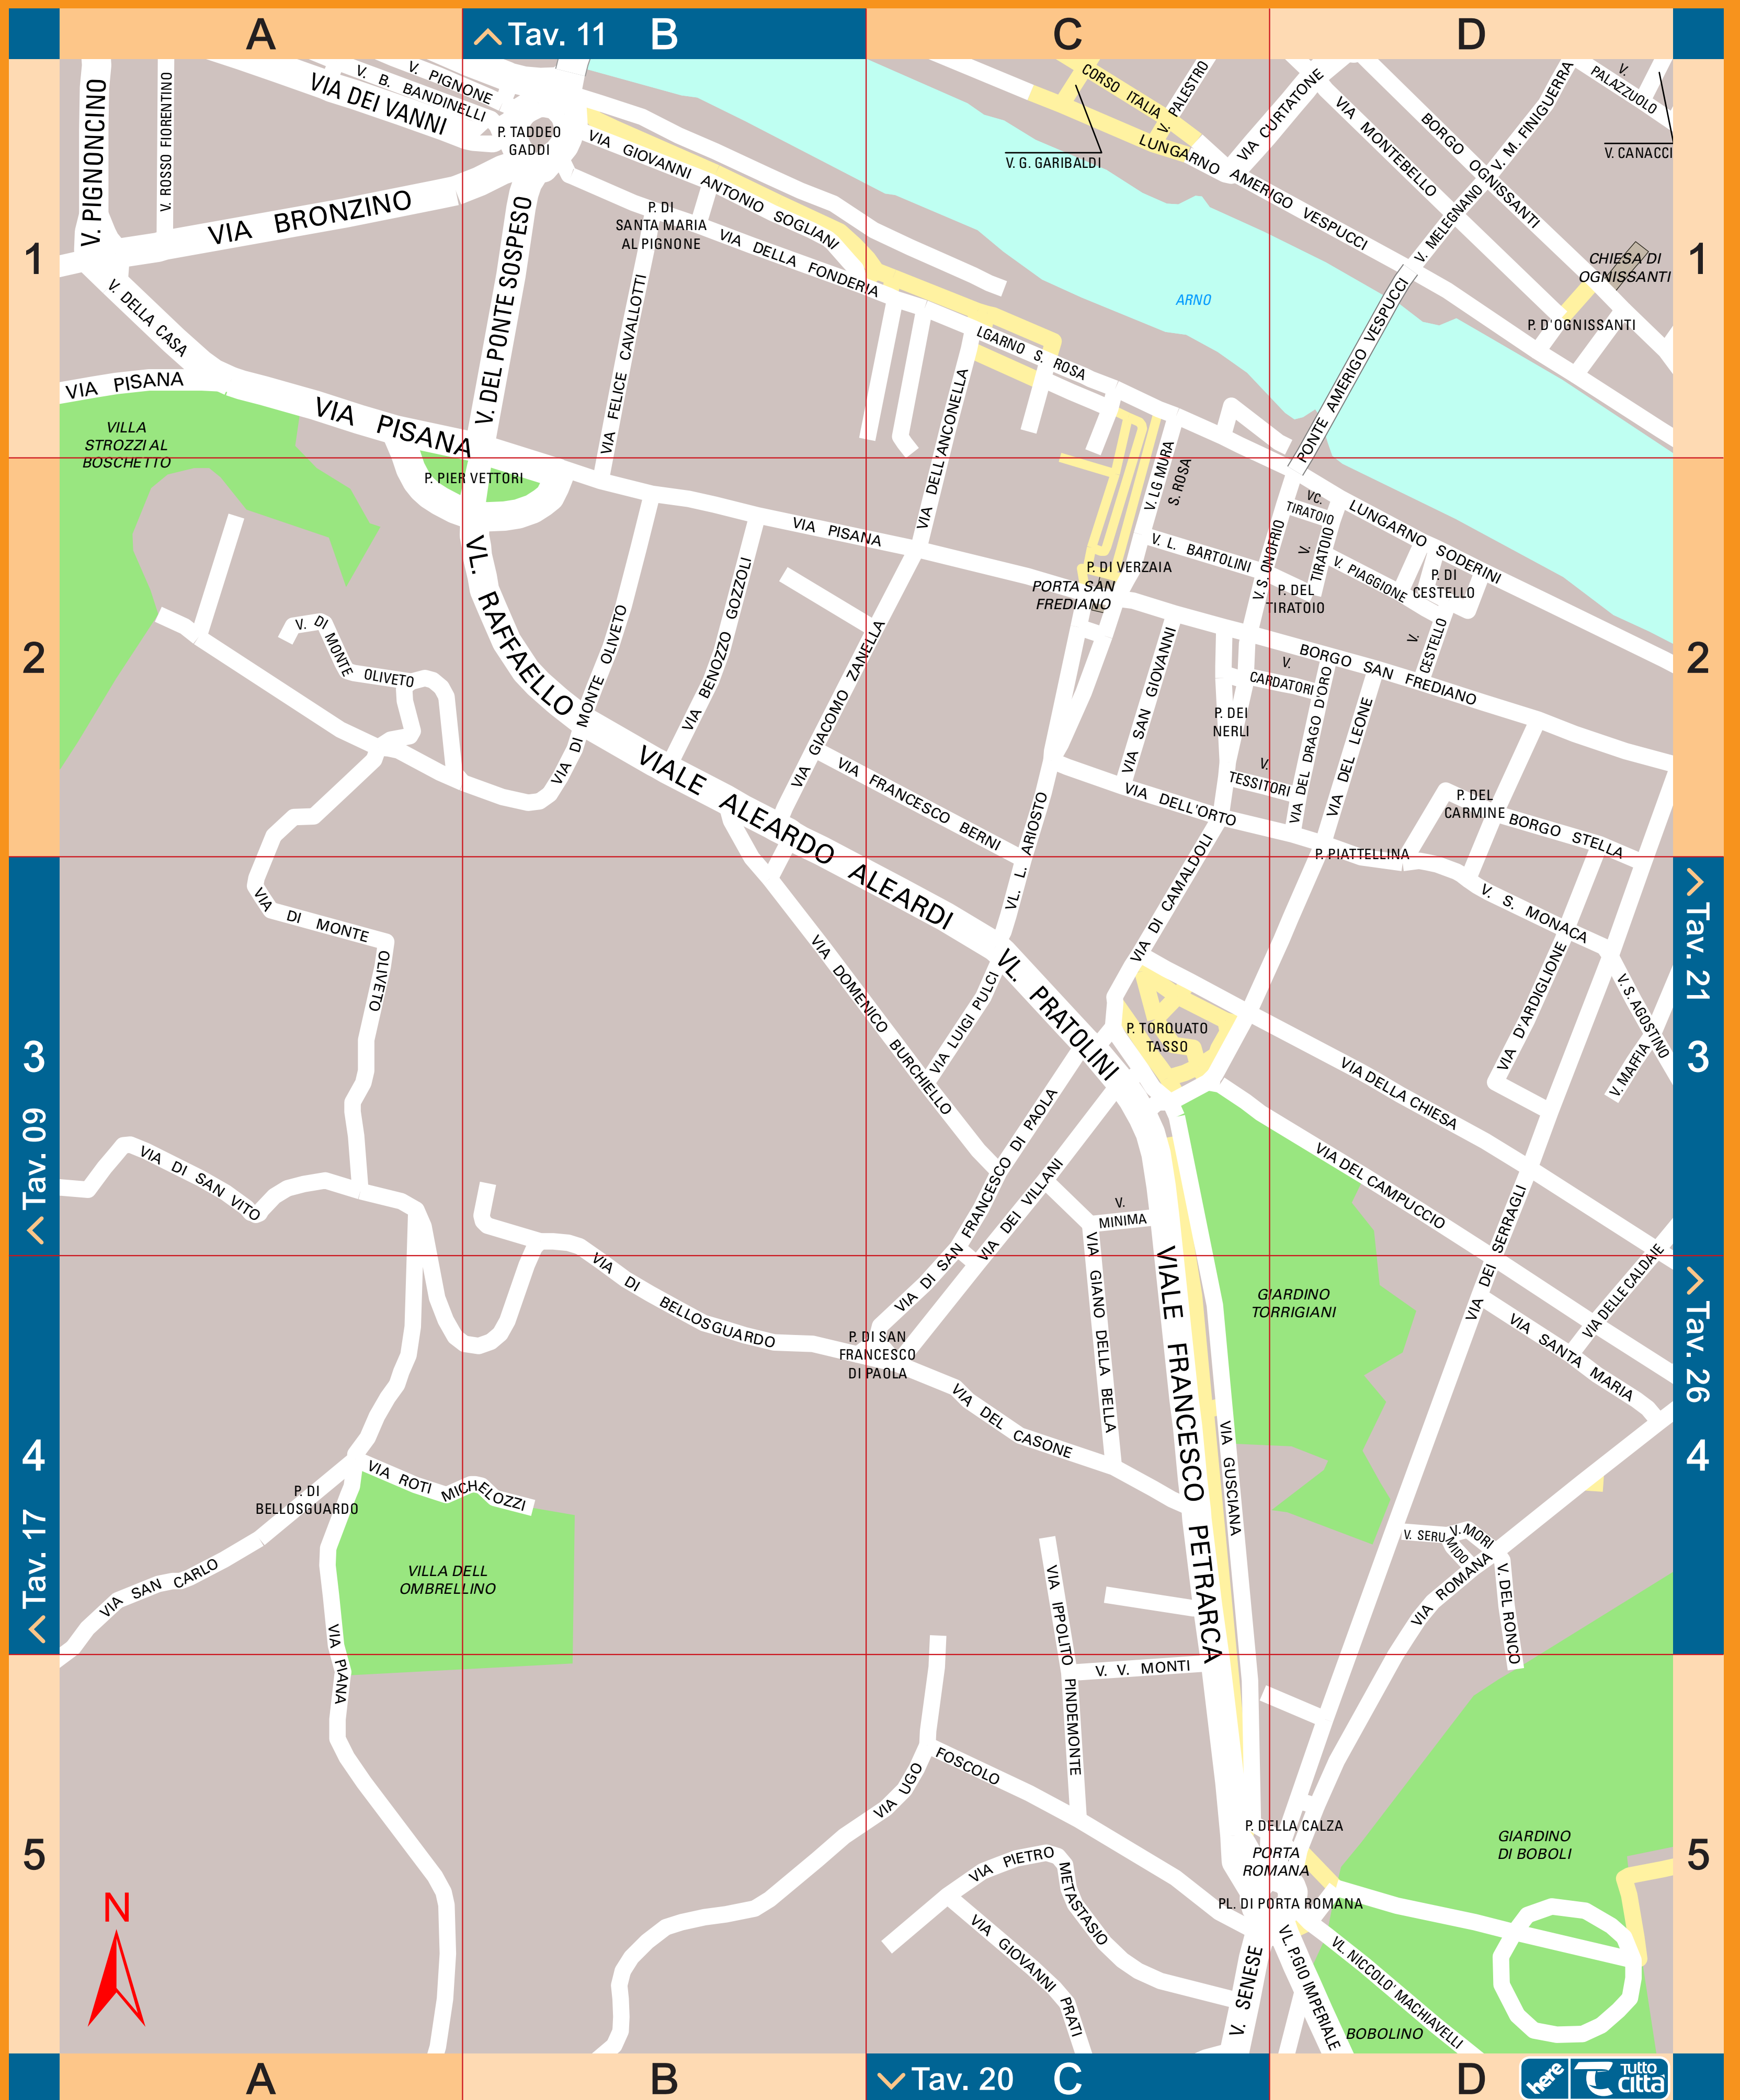 A
Tav. 11 B
C
D
V. PIGNONCINO
V. ROSSO FIORENTINO
V. PIGNONE
V. B. BANDINELLI
VIA DEI VANNI
P. TADDEO
GADDI
VIA GIOVANNI ANTONIO SOGLIANI
CORSO ITALIA
V. PALESTRO
V. G. GARIBALDI
LUNGARNO AMERIGO VESPUCCI
VIA CURTATONE
VIA MONTEBELLO
BORGO OGNISSANTI
V. M. FINIGUERRA
V.
PALAZZUOLO
V. CANACCI
V. MELEGNANO
VIA BRONZINO
V. DEL PONTE SOSPESO
P. DI
SANTA MARIA
AL PIGNONE
VIA DELLA FONDERIA
1
1
CHIESA DI
OGNISSANTI
P. D'OGNISSANTI
ARNO
PONTE AMERIGO VESPUCCI
V. DELLA CASA
VIA FELICE CAVALLOTTI
LGARNO S. ROSA
VIA PISANA
VIA PISANA
VIA DELL'ANCONELLA
VILLA
STROZZI AL
BOSCHETTO
P. PIER VETTORI
V. LG MURA
S. ROSA
VIA PISANA
VC.
TIRATOIO
LUNGARNO SODERINI
V. L. BARTOLINI
V. S. ONOFRIO
V.
TIRATOIO
V. PIAGGIONE
P. DI
CESTELLO
P. DI VERZAIA
PORTA SAN
FREDIANO
P. DEL
TIRATOIO
V.
CESTELLO
VL. RAFFAELLO
VIA BENOZZO GOZZOLI
VIA DI MONTE OLIVETO
V. DI MONTE OLIVETO
VIA GIACOMO ZANELLA
2
2
VIA SAN GIOVANNI
BORGO SAN FREDIANO
V.
CARDATORI
P. DEI
NERLI
VIA DEL DRAGO D'ORO
VIA DEL LEONE
V.
TESSITORI
VIALE ALEARDO ALEARDI
VIA FRANCESCO BERNI
VL. L. ARIOSTO
VIA DELL'ORTO
P. DEL
CARMINE
BORGO STELLA
P. PIATTELLINA
VIA DI CAMALDOLI
V. S. MONACA
VIA DI MONTE OLIVETO
VIA DOMENICO BURCHIELLO
VIA LUIGI PULCI
VL. PRATOLINI
P. TORQUATO
TASSO
VIA D'ARDIGLIONE
V. S. AGOSTINO
V. MAFFIA
Tav. 21
3
3
Tav. 09
VIA DELLA CHIESA
VIA DEL CAMPUCCIO
VIA DI SAN FRANCESCO DI PAOLA
VIA DEI VILLANI
V.
MINIMA
VIA DI SAN VITO
VIA DEI SERRAGLI
VIA DELLE CALDAIE
VIA DI BELLOSGUARDO
VIA GIANO DELLA BELLA
VIALE FRANCESCO PETRARCA
GIARDINO
TORRIGIANI
VIA SANTA MARIA
Tav. 26
P. DI SAN
FRANCESCO
DI PAOLA
VIA DEL CASONE
VIA GUSCIANA
4
4
Tav. 17
VIA ROTI MICHELOZZI
P. DI
BELLOSGUARDO
V. SERUMIDO
V. MORI
VIA ROMANA
V. DEL RONCO
VILLA DELL
OMBRELLINO
VIA SAN CARLO
VIA PIANA
VIA IPPOLITO PINDEMONTE
V. V. MONTI
VIA UGO FOSCOLO
5
5
P. DELLA CALZA
PORTA
ROMANA
GIARDINO
DI BOBOLI
PL. DI PORTA ROMANA
VIA PIETRO METASTASIO
VIA GIOVANNI PRATI
V. SENESE
VL. P.GIO IMPERIALE
VL. NICCOLO' MACHIAVELLI
BOBOLINO
N
A
B
Tav. 20 C
D
here
TUTTO
CITTÀ